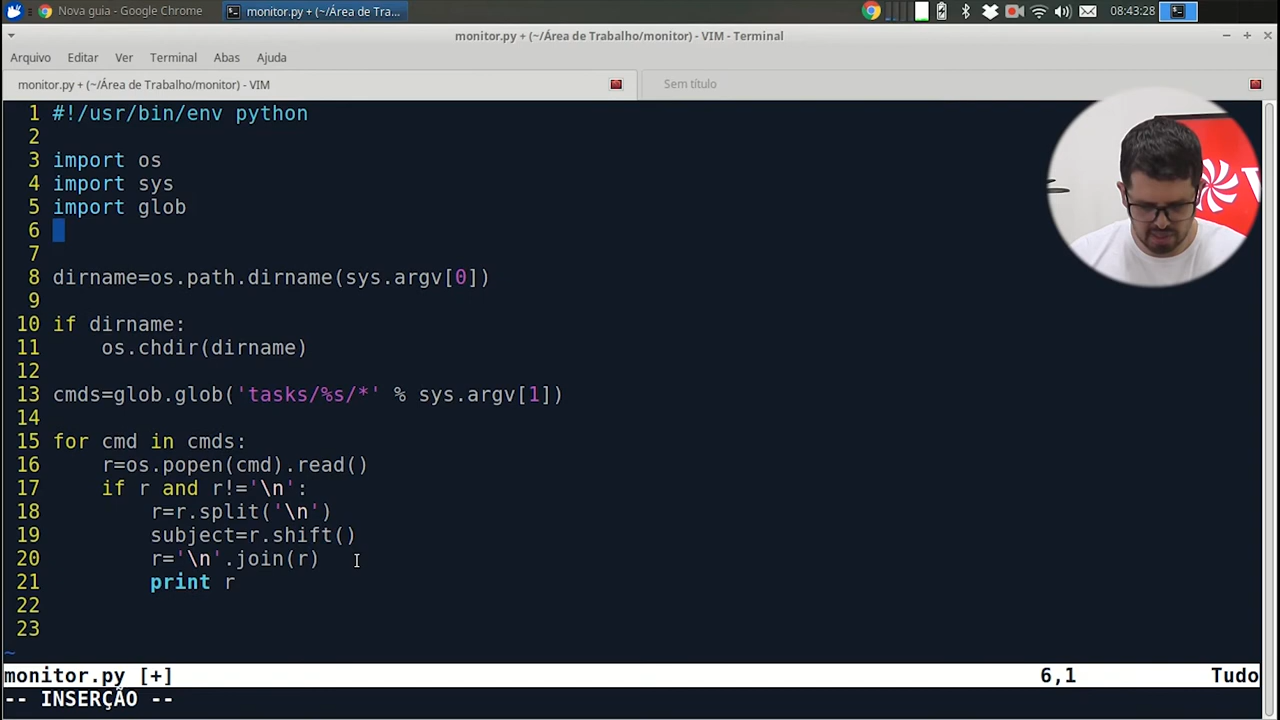 Nova guia - Google Chrome
monitor.py + (~/Área de Tra...
08:43:28
monitor.py + (~/Área de Trabalho/monitor) - VIM - Terminal
Arquivo Editar Ver Terminal Abas Ajuda
monitor.py + (~/Área de Trabalho/monitor) - VIM
Sem título
1 #!/usr/bin/env python
2
3 import os
4 import sys
5 import glob
6
7
8 dirname=os.path.dirname(sys.argv[0])
9
10 if dirname:
11     os.chdir(dirname)
12
13 cmds=glob.glob('tasks/%s/*' % sys.argv[1])
14
15 for cmd in cmds:
16     r=os.popen(cmd).read()
17     if r and r!='\n':
18         r=r.split('\n')
19         subject=r.shift()
20         r='\n'.join(r)
21         print r
22
23
~
monitor.py [+] 6,1 Tudo
-- INSERÇÃO --